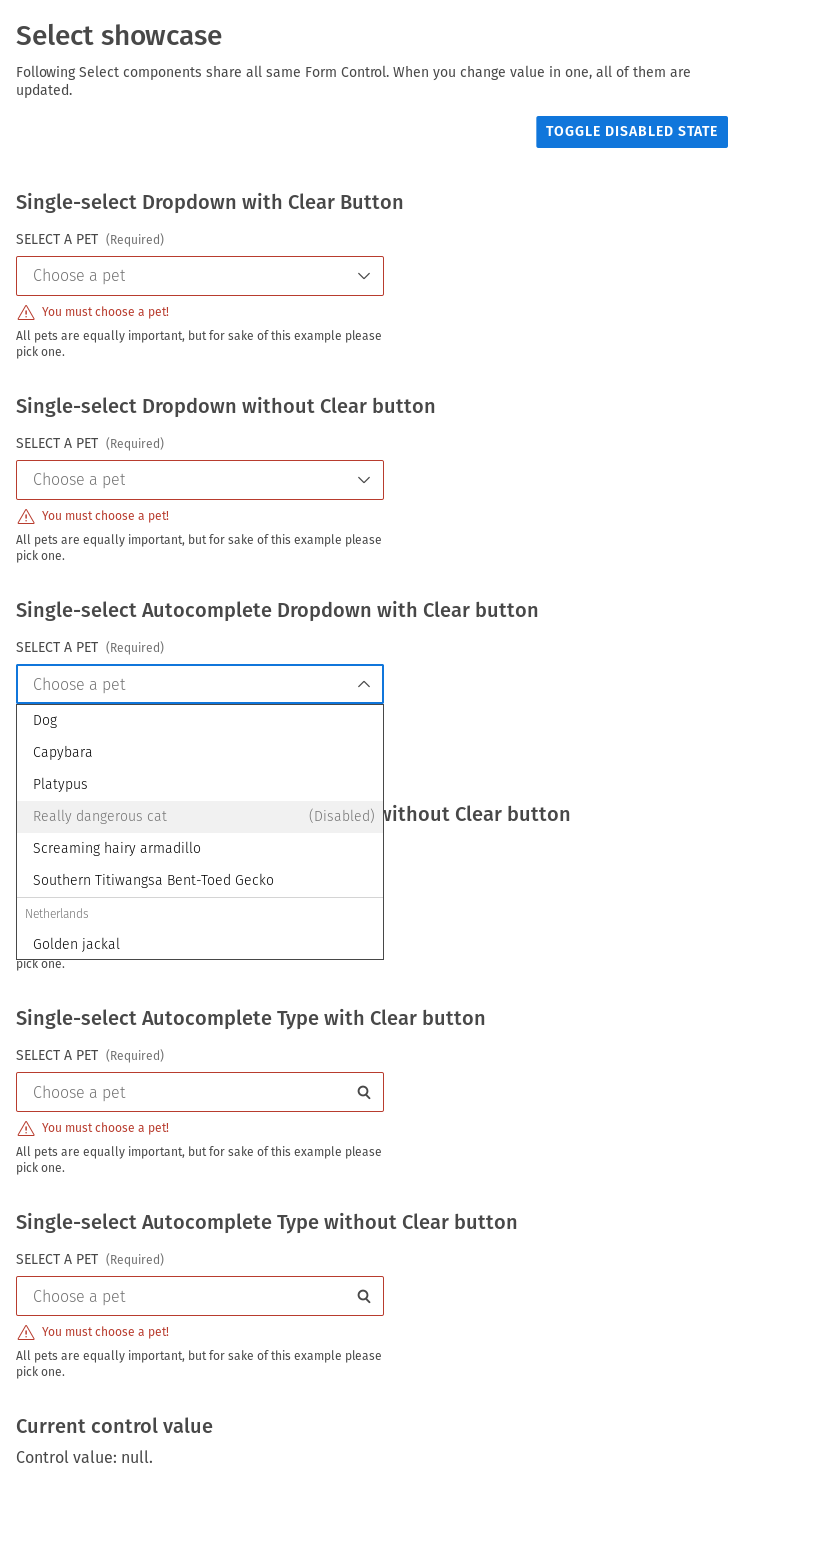 Select showcase
Following Select components share all same Form Control. When you change value in one, all of them are
updated.
TOGGLE DISABLED STATE
Single-select Dropdown with Clear Button
SELECT A PET (Required)
Choose a pet
You must choose a pet!
All pets are equally important, but for sake of this example please
pick one.
Single-select Dropdown without Clear button
SELECT A PET (Required)
Choose a pet
You must choose a pet!
All pets are equally important, but for sake of this example please
pick one.
Single-select Autocomplete Dropdown with Clear button
SELECT A PET (Required)
Choose a pet
Dog
Capybara
Platypus
Really dangerous cat (Disabled)
without Clear button
Screaming hairy armadillo
Southern Titiwangsa Bent-Toed Gecko
Netherlands
Golden jackal
pick one.
Single-select Autocomplete Type with Clear button
SELECT A PET (Required)
Choose a pet
You must choose a pet!
All pets are equally important, but for sake of this example please
pick one.
Single-select Autocomplete Type without Clear button
SELECT A PET (Required)
Choose a pet
You must choose a pet!
All pets are equally important, but for sake of this example please
pick one.
Current control value
Control value: null.